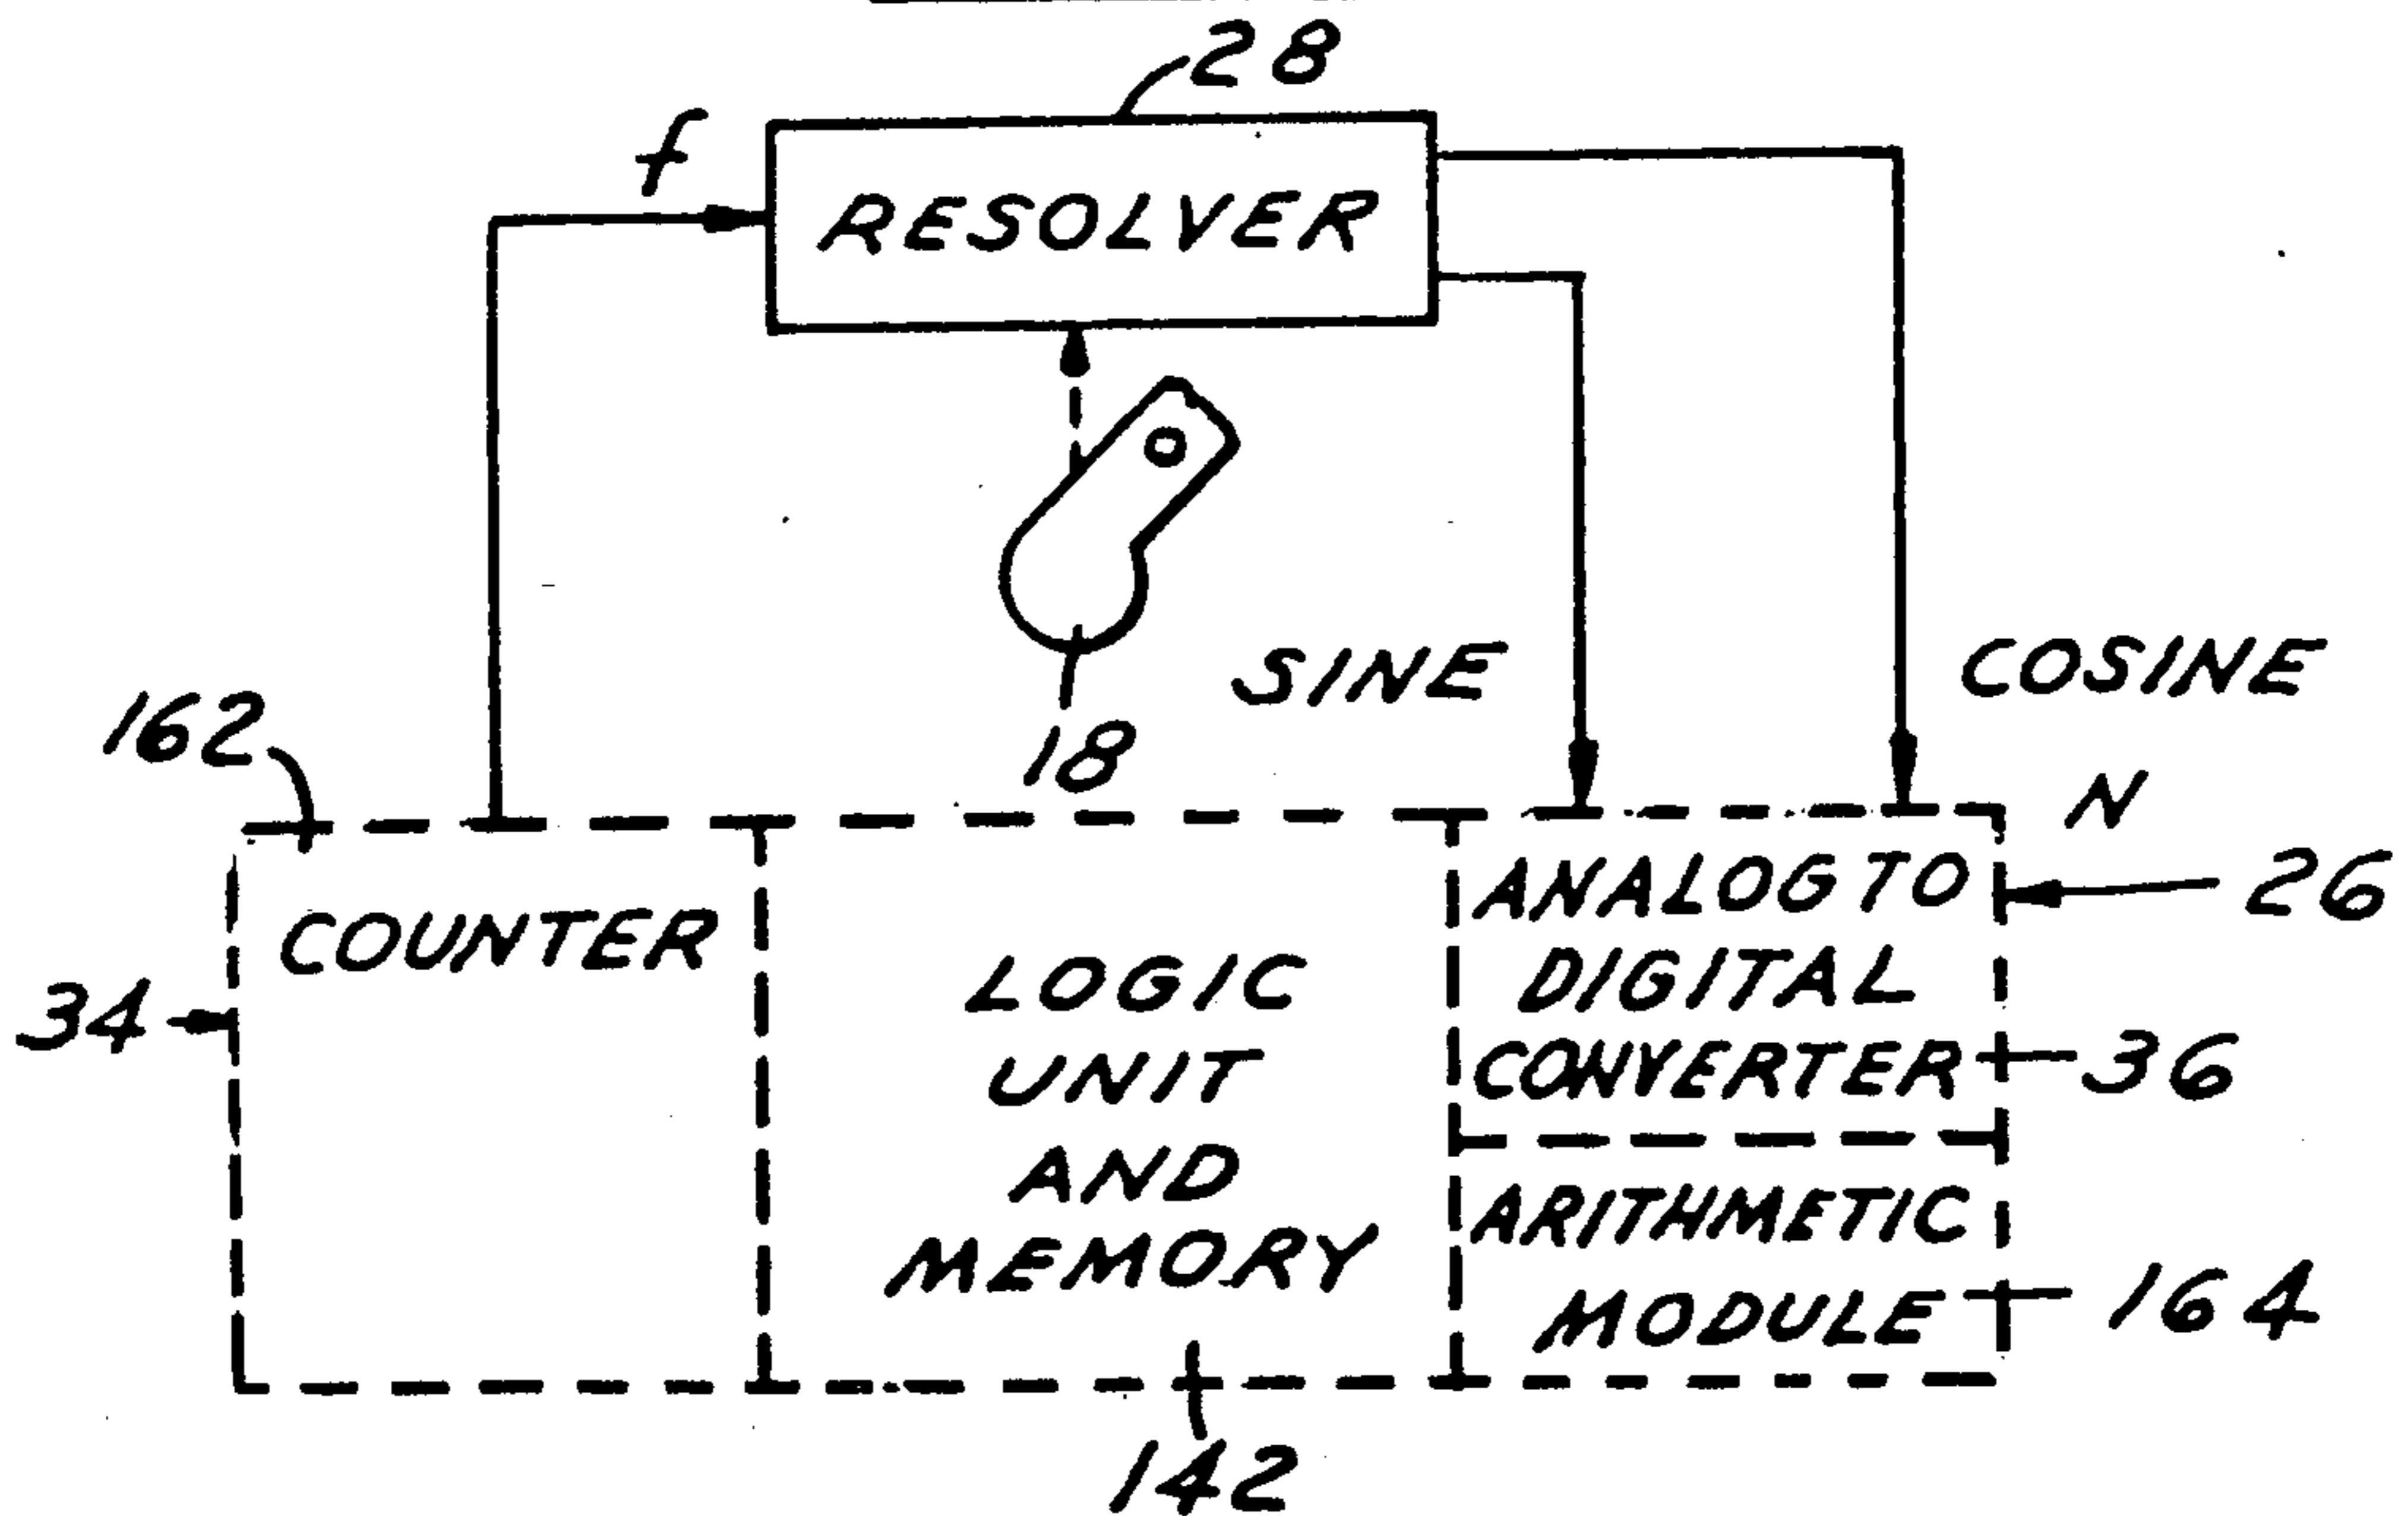 28
f
RESOLVER
SINE
COSINE
18
162
N
26
COUNTER
34
LOGIC
UNIT
AND
MEMORY
ANALOG TO
DIGITAL
CONVERTER
36
ARITHMETIC
MODULE
164
142